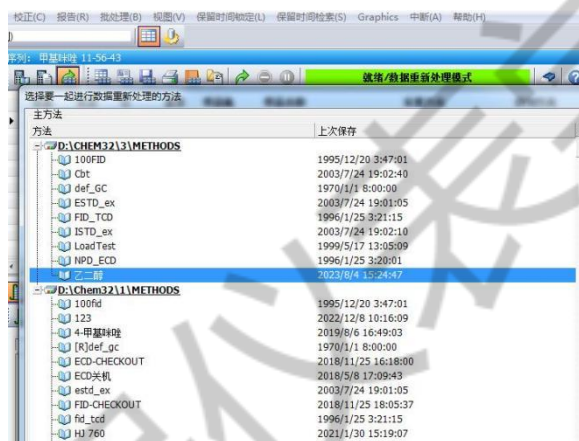 校正(C) 报告(R) 批处理(B) 视图(V) 保留时间锁定(L) 保留时间检索(S) Graphics 中断(A) 帮助(H)
序列: 甲基咪唑 11-56-43
就绪/数据重新处理模式
选择要一起进行数据重新处理的方法
主方法
方法 上次保存
D:\CHEM32\3\METHODS
100FID 1995/12/20 3:47:01
Cbt 2003/7/24 19:02:40
def_GC 1970/1/1 8:00:00
ESTD_ex 2003/7/24 19:01:05
FID_TCD 1996/1/25 3:21:15
ISTD_ex 2003/7/24 19:02:10
LoadTest 1999/5/17 13:05:09
NPD_ECD 1996/1/25 3:20:01
乙二醇 2023/8/4 15:24:47
D:\Chem32\1\METHODS
100fid 1995/12/20 3:47:01
123 2022/12/8 10:16:09
4-甲基咪唑 2019/8/6 16:49:03
[R]def_gc 1970/1/1 8:00:00
ECD-CHECKOUT 2018/11/25 16:18:00
ECD关机 2018/5/8 17:09:43
estd_ex 2003/7/24 19:01:05
FID-CHECKOUT 2018/11/25 18:05:37
fid_tcd 1996/1/25 3:21:15
HJ 760 2021/1/30 15:19:07